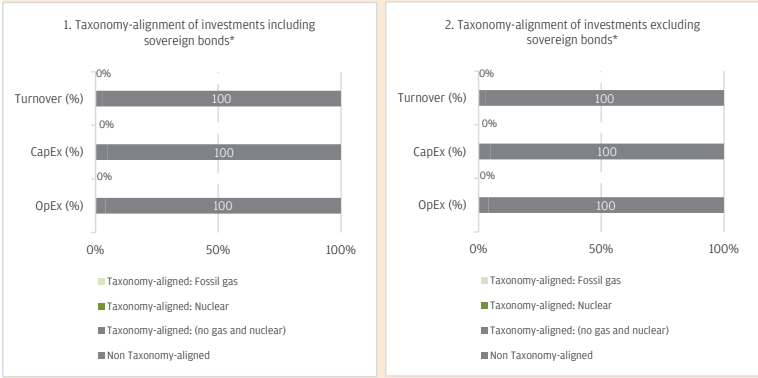 1. Taxonomy-alignment of investments including
sovereign bonds*
0%
Turnover (%)
100
0%
CapEx (%)
100
0%
OpEx (%)
100
0%
50%
100%
Taxonomy-aligned: Fossil gas
Taxonomy-aligned: Nuclear
Taxonomy-aligned: (no gas and nuclear)
Non Taxonomy-aligned
2. Taxonomy-alignment of investments excluding
sovereign bonds*
0%
Turnover (%)
100
0%
CapEx (%)
100
0%
OpEx (%)
100
0%
50%
100%
Taxonomy-aligned: Fossil gas
Taxonomy-aligned: Nuclear
Taxonomy-aligned: (no gas and nuclear)
Non Taxonomy-aligned